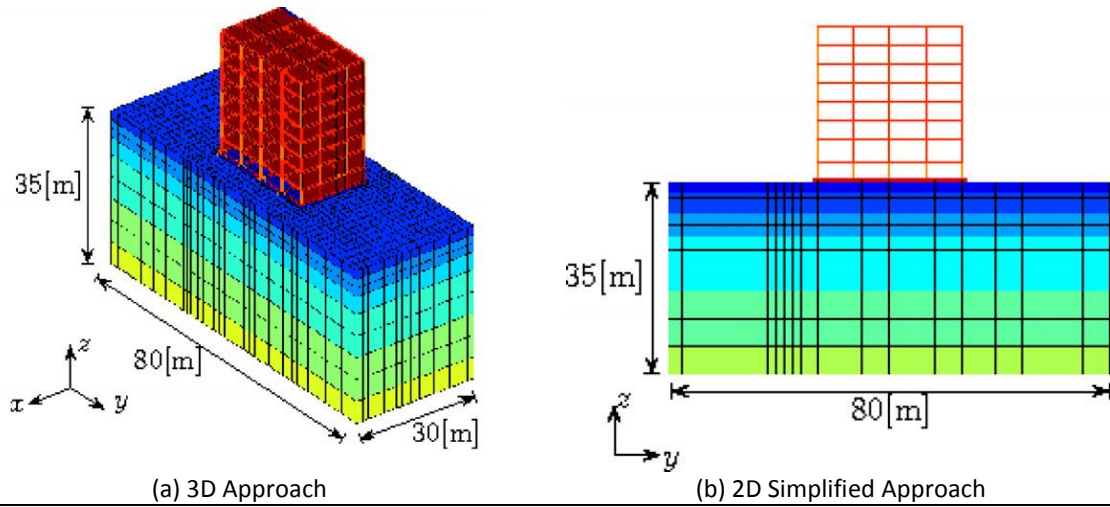 35[m]
80[m]
30[m]
z
x
y
(a) 3D Approach
35[m]
80[m]
z
y
(b) 2D Simplified Approach